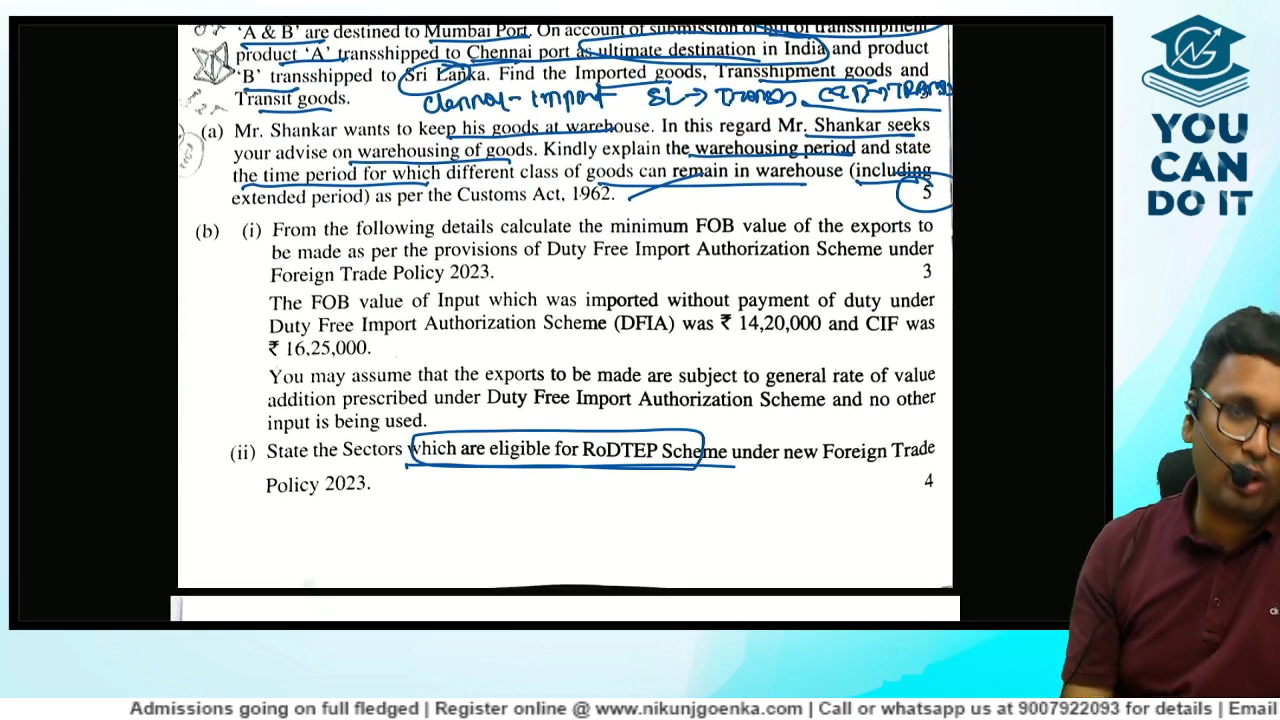 'A & B' are destined to Mumbai Port. On account of submission of bill of transshipment
product 'A' transshipped to Chennai port as ultimate destination in India and product
'B' transshipped to Sri Lanka. Find the Imported goods, Transshipment goods and
Transit goods.
Chennai - import SL →
(a) Mr. Shankar wants to keep his goods at warehouse. In this regard Mr. Shankar seeks
your advise on warehousing of goods. Kindly explain the warehousing period and state
the time period for which different class of goods can remain in warehouse (including
extended period) as per the Customs Act, 1962. 5
(b) (i) From the following details calculate the minimum FOB value of the exports to
be made as per the provisions of Duty Free Import Authorization Scheme under
Foreign Trade Policy 2023. 3
The FOB value of Input which was imported without payment of duty under
Duty Free Import Authorization Scheme (DFIA) was ₹ 14,20,000 and CIF was
₹ 16,25,000.
You may assume that the exports to be made are subject to general rate of value
addition prescribed under Duty Free Import Authorization Scheme and no other
input is being used.
(ii) State the Sectors which are eligible for RoDTEP Scheme under new Foreign Trade
Policy 2023. 4
NG
YOU
CAN
DO IT
Admissions going on full fledged | Register online @ www.nikunjgoenka.com | Call or whatsapp us at 9007922093 for details | Email